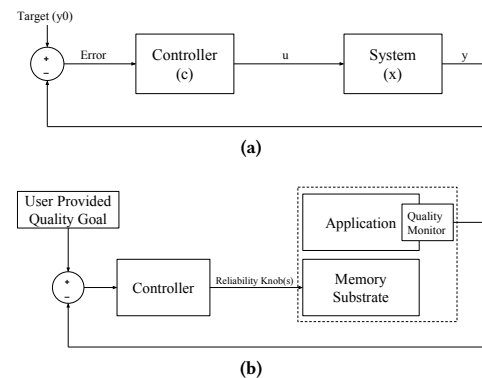 Target (y0)
+
−
Error
Controller
(c)
u
System
(x)
y
(a)
User Provided
Quality Goal
+
−
Controller
Reliability Knob(s)
Application
Quality
Monitor
Memory
Substrate
(b)